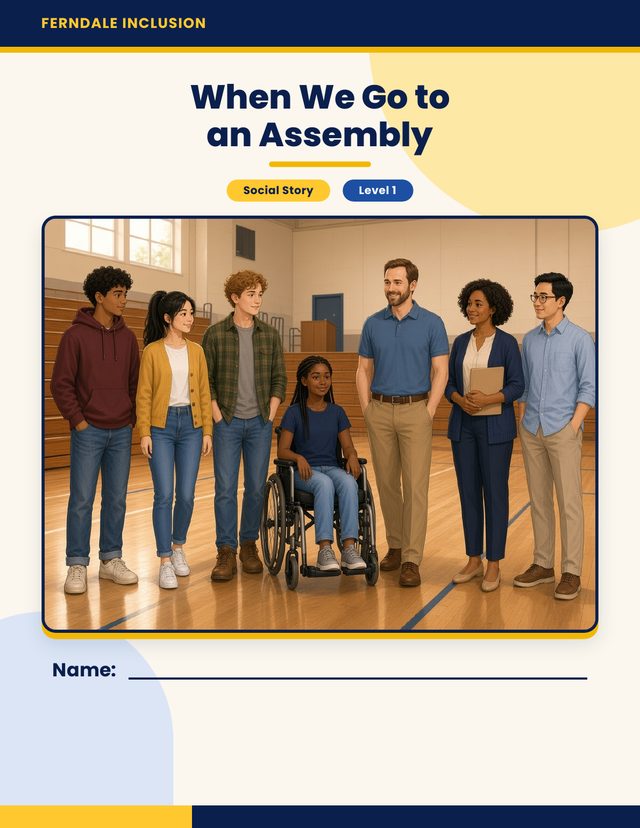 FERNDALE INCLUSION
When We Go to
an Assembly
Social Story
Level 1
Name: